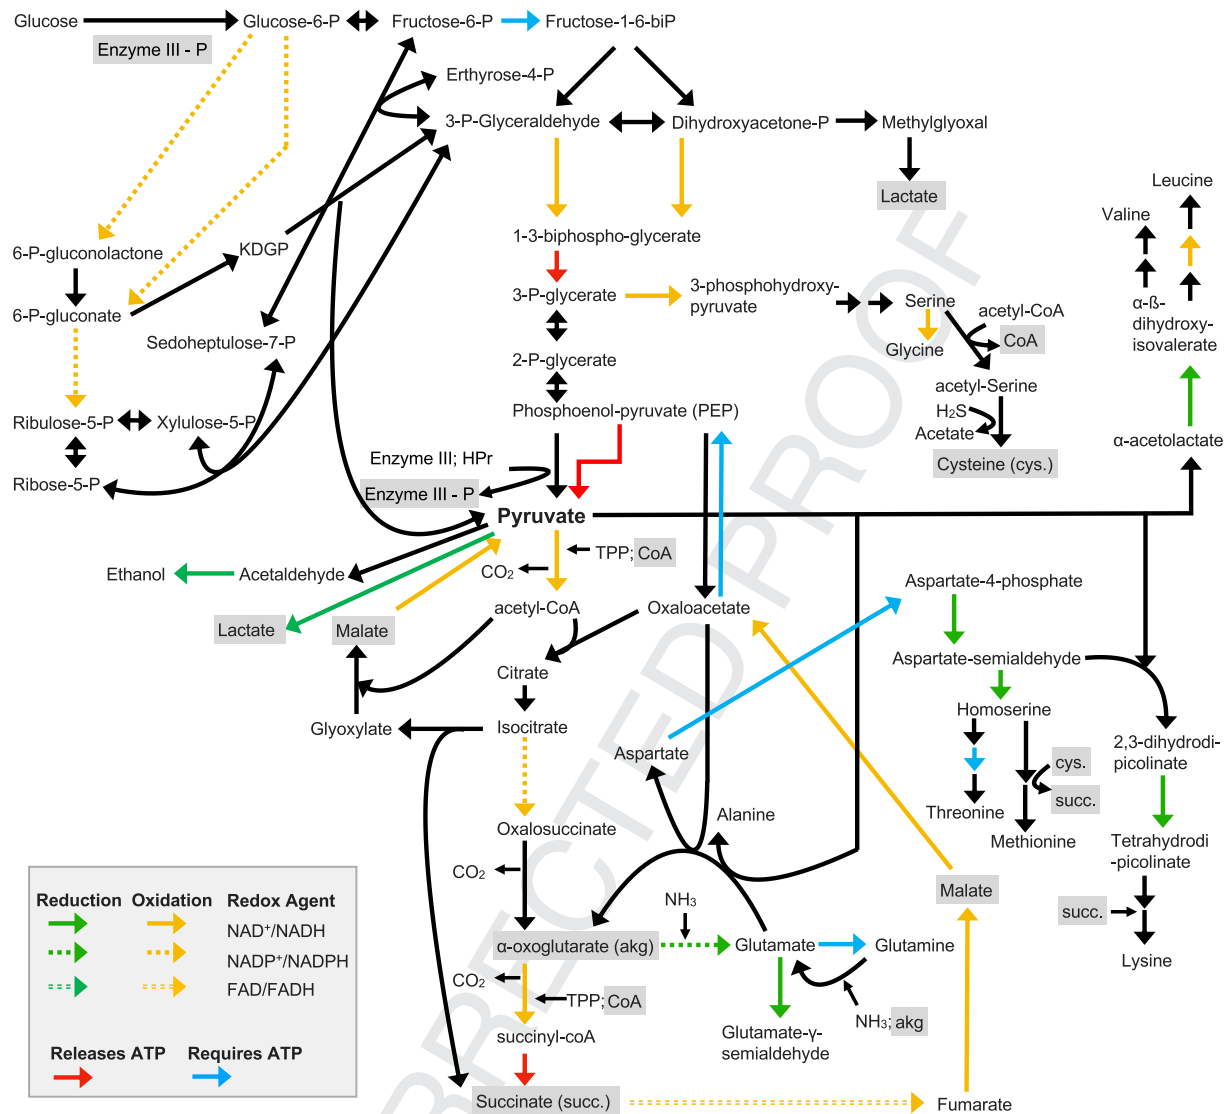 Glucose
Glucose-6-P
Fructose-6-P
Fructose-1-6-biP
Enzyme III - P
Erthyrose-4-P
3-P-Glyceraldehyde
Dihydroxyacetone-P
Methylglyoxal
Lactate
Leucine
Valine
6-P-gluconolactone
KDGP
1-3-biphospho-glycerate
6-P-gluconate
3-P-glycerate
3-phosphohydroxy-
pyruvate
Serine
acetyl-CoA
CoA
Glycine
α-ß-
dihydroxy-
isovalerate
Sedoheptulose-7-P
2-P-glycerate
acetyl-Serine
Ribulose-5-P
Xylulose-5-P
Phosphoenol-pyruvate (PEP)
H₂S
Acetate
α-acetolactate
Cysteine (cys.)
Ribose-5-P
Enzyme III; HPr
Enzyme III - P
Pyruvate
TPP; CoA
CO₂
Ethanol
Acetaldehyde
Aspartate-4-phosphate
acetyl-CoA
Oxaloacetate
Lactate
Malate
Citrate
Aspartate-semialdehyde
Glyoxylate
Isocitrate
Homoserine
Aspartate
2,3-dihydrodi-
picolinate
cys.
succ.
Threonine
Methionine
Oxalosuccinate
Alanine
Tetrahydrodi
-picolinate
CO₂
Malate
succ.
NH₃
Lysine
α-oxoglutarate (akg)
Glutamate
Glutamine
CO₂
TPP; CoA
NH₃; akg
succinyl-coA
Glutamate-γ-
semialdehyde
Succinate (succ.)
Fumarate
Reduction Oxidation Redox Agent
NAD⁺/NADH
NADP⁺/NADPH
FAD/FADH
Releases ATP Requires ATP
RRECTED PROOF